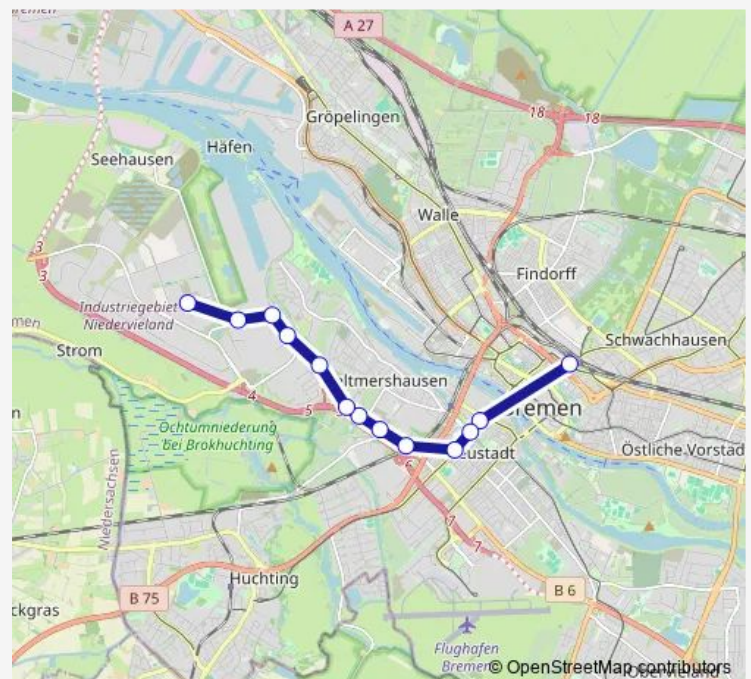 A 27
18
18
Gröpelingen
Häfen
Seehausen
Walle
3
3
Findorff
Industriegebiet
Niedervieland
Schwachhausen
Strom
4
5
ltmershausen
remen
Ochtumniederung
bei Brokhuchting
Östliche Vorstad
eustadt
6
Niedersachsen
7
7
Huchting
B 75
B 6
ckgras
Flughafen
Bremen
© OpenStreetMap contributors